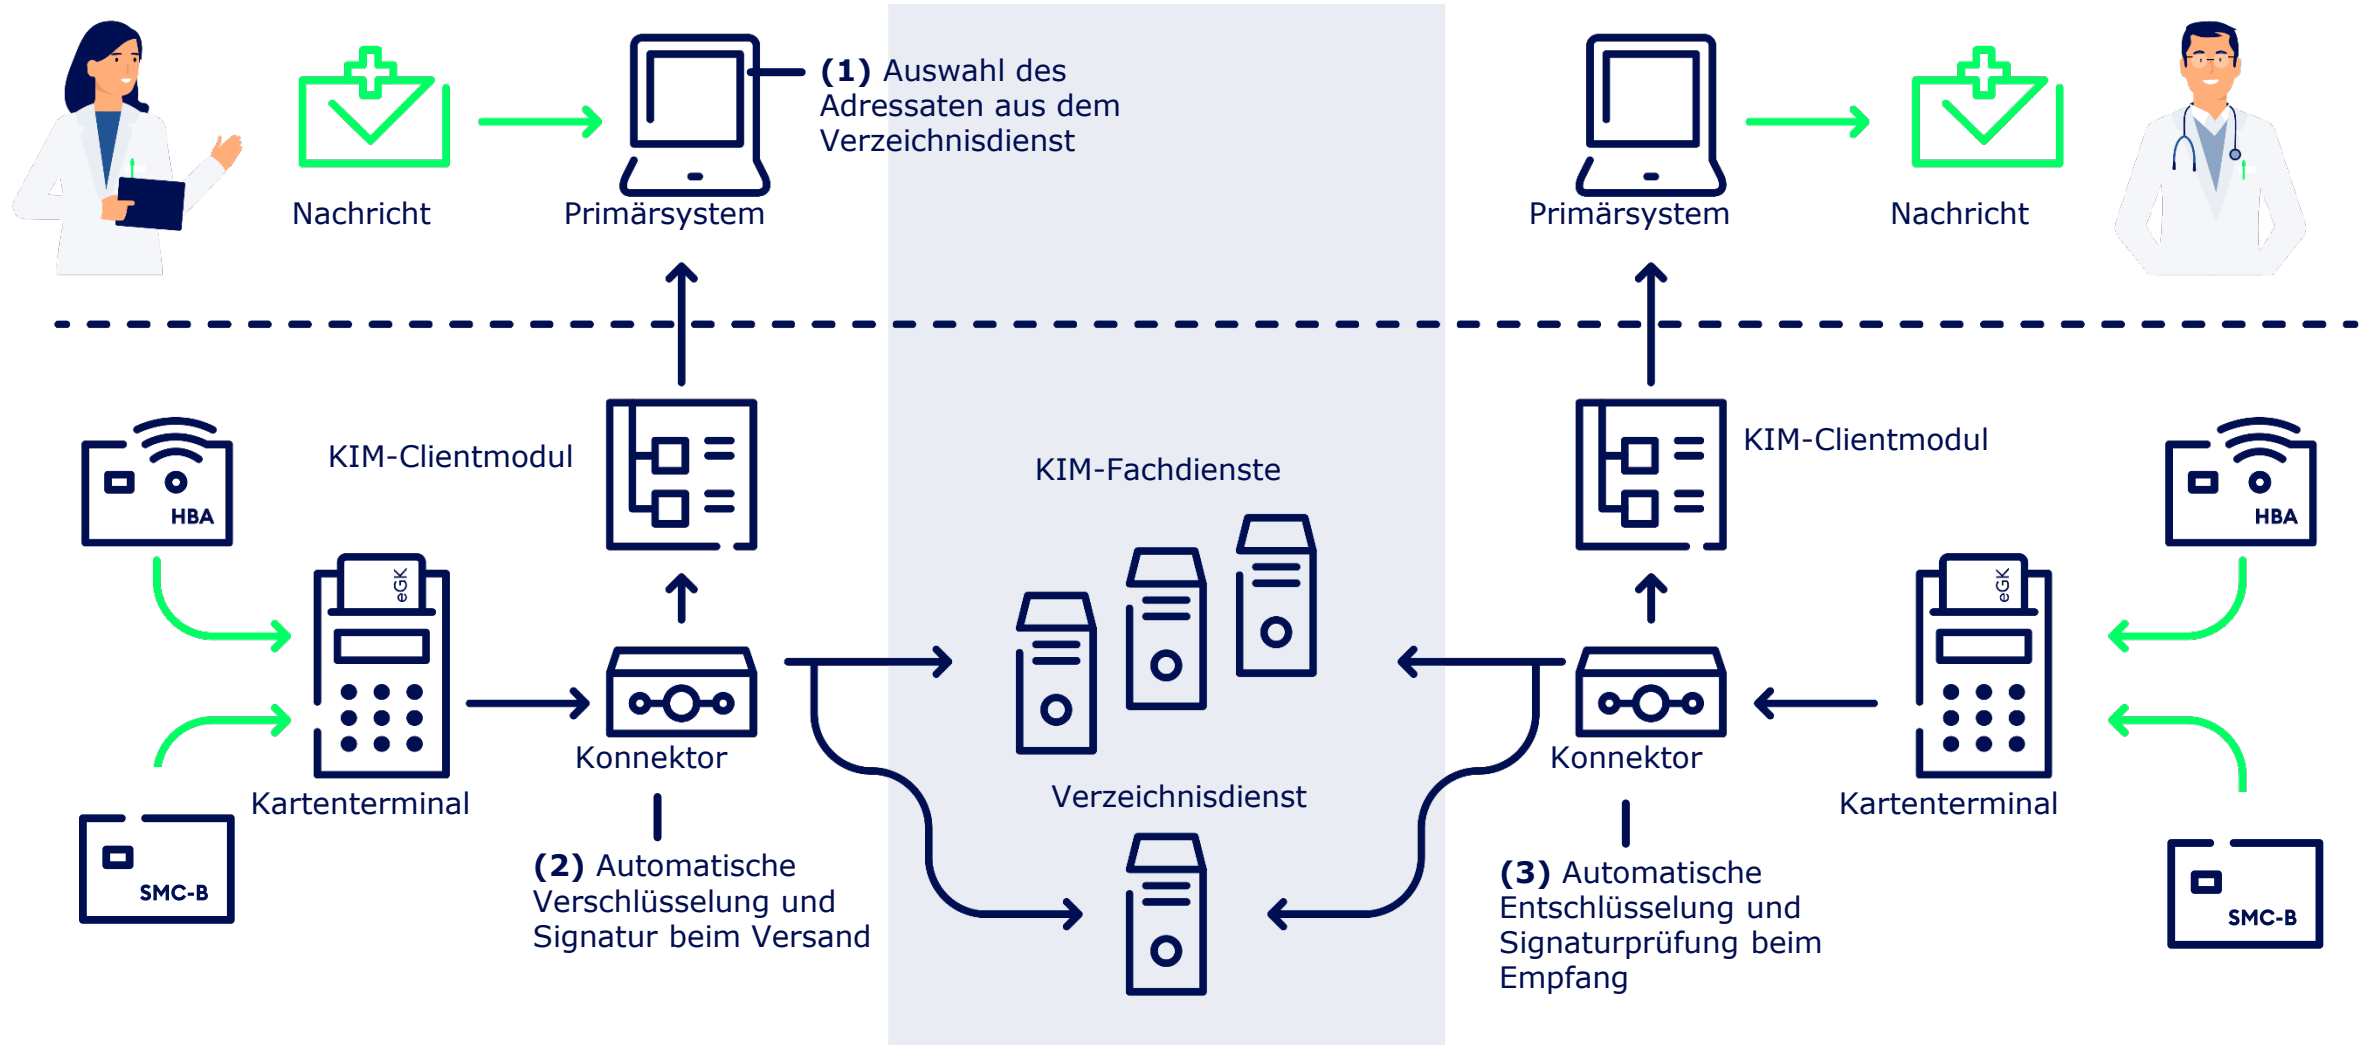 (1) Auswahl des
Adressaten aus dem
Verzeichnisdienst
Nachricht
Primärsystem
Primärsystem
Nachricht
KIM-Clientmodul
KIM-Fachdienste
KIM-Clientmodul
HBA
HBA
eGK
eGK
Konnektor
Verzeichnisdienst
Konnektor
Kartenterminal
Kartenterminal
SMC-B
SMC-B
(2) Automatische
Verschlüsselung und
Signatur beim Versand
(3) Automatische
Entschlüsselung und
Signaturprüfung beim
Empfang